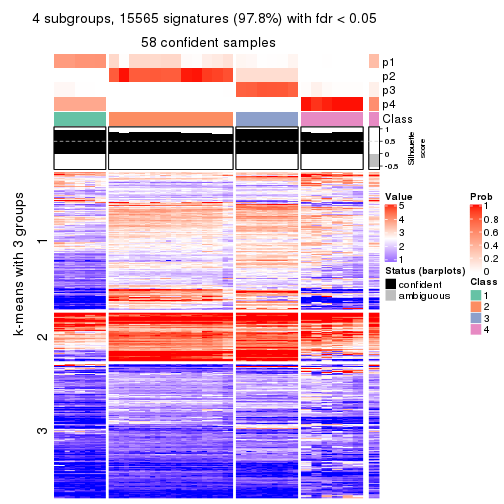 4 subgroups, 15565 signatures (97.8%) with fdr < 0.05
58 confident samples
p1
p2
p3
p4
Class
1
0.5
0
-0.5
Silhouette
score
k-means with 3 groups
1
2
3
Value
5
4
3
2
1
Prob
1
0.8
0.6
0.4
0.2
0
Status (barplots)
confident
ambiguous
Class
1
2
3
4